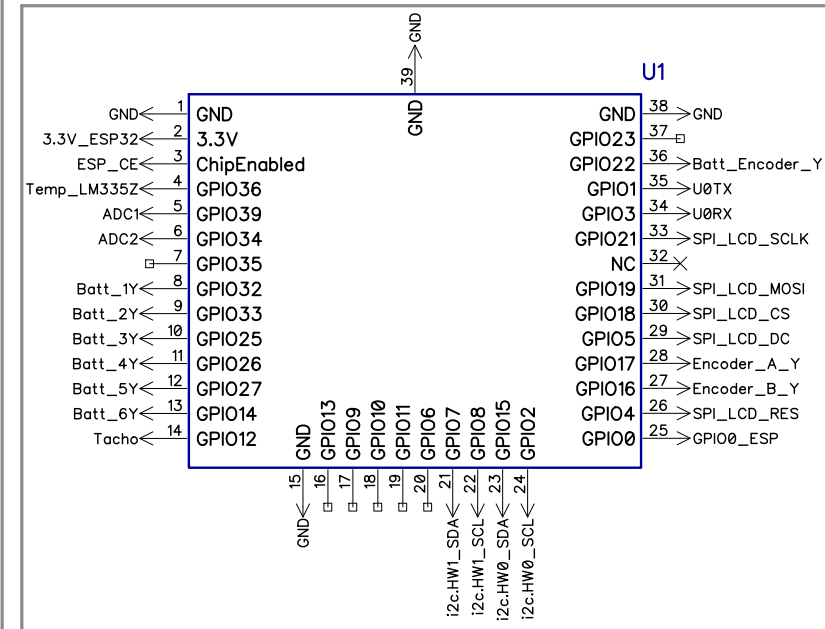 GND
39
GND
U1
GND 1 GND
3.3V_ESP32 2 3.3V
ESP_CE 3 ChipEnabled
Temp_LM335Z 4 GPIO36
ADC1 5 GPIO39
ADC2 6 GPIO34
7 GPIO35
Batt_1Y 8 GPIO32
Batt_2Y 9 GPIO33
Batt_3Y 10 GPIO25
Batt_4Y 11 GPIO26
Batt_5Y 12 GPIO27
Batt_6Y 13 GPIO14
Tacho 14 GPIO12
GND 38 GND
GPIO23 37
GPIO22 36 Batt_Encoder_Y
GPIO1 35 U0TX
GPIO3 34 U0RX
GPIO21 33 SPI_LCD_SCLK
NC 32
GPIO19 31 SPI_LCD_MOSI
GPIO18 30 SPI_LCD_CS
GPIO5 29 SPI_LCD_DC
GPIO17 28 Encoder_A_Y
GPIO16 27 Encoder_B_Y
GPIO4 26 SPI_LCD_RES
GPIO0 25 GPIO0_ESP
GND 15 GND
GPIO13 16
GPIO9 17
GPIO10 18
GPIO11 19
GPIO6 20
GPIO7 21 i2c.HW1_SDA
GPIO8 22 i2c.HW1_SCL
GPIO15 23 i2c.HW0_SDA
GPIO2 24 i2c.HW0_SCL